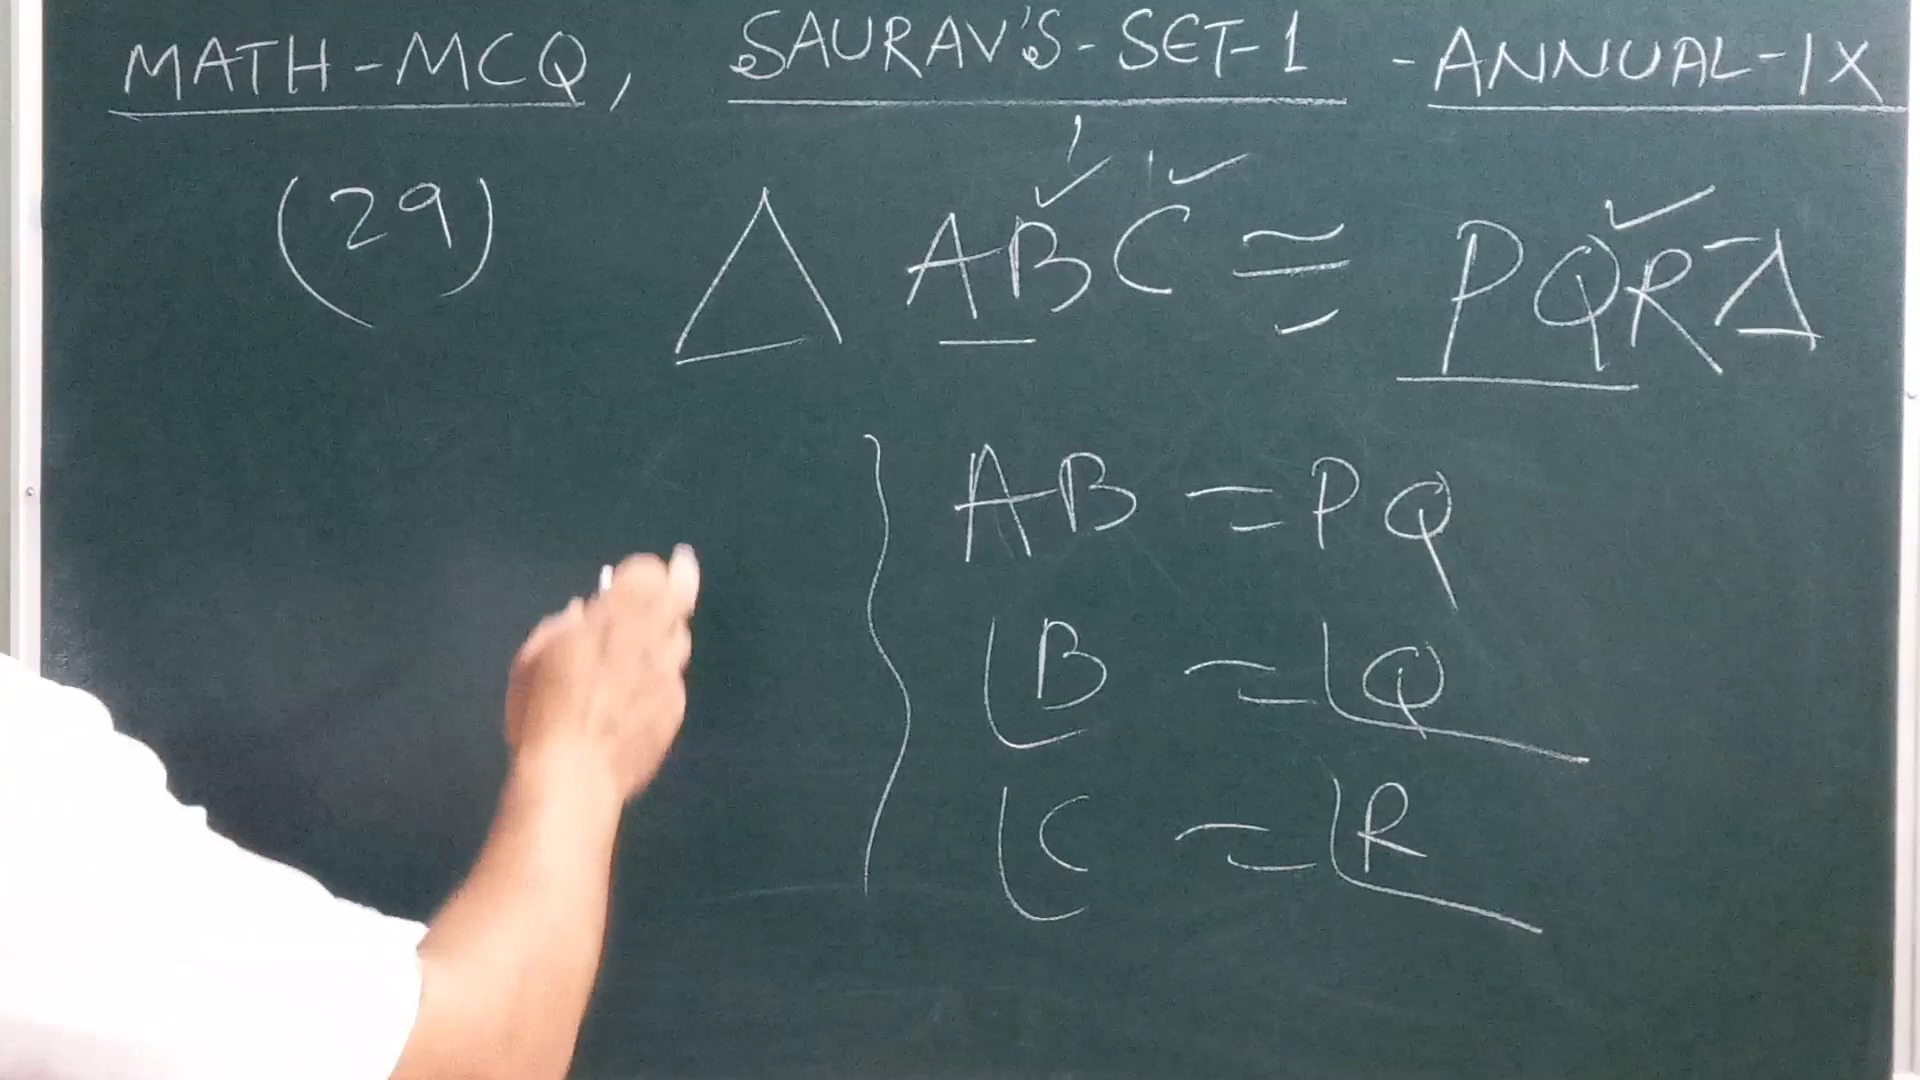 MATH-MCQ, SAURAV'S-SET-1 -ANNUAL-IX
(29) △ ABC ≅ PQR △
AB = PQ
∠B = ∠Q
∠C = ∠R